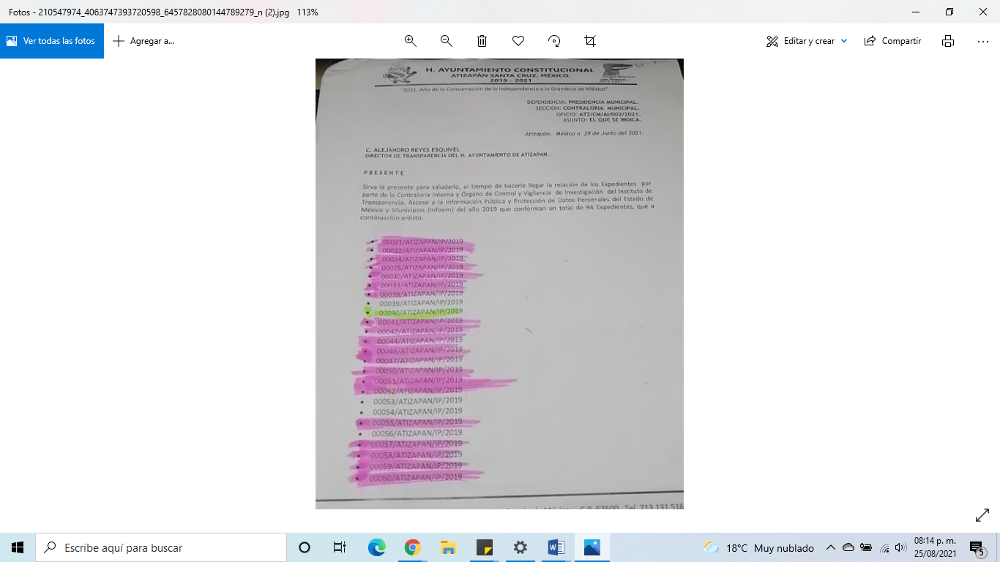 Fotos - 210547974_4063747393720598_6457828080144789279_n (2).jpg   113%
Ver todas las fotos
Agregar a...
Editar y crear
Compartir
H. AYUNTAMIENTO CONSTITUCIONAL
ATIZAPÁN SANTA CRUZ, MÉXICO.
2019 - 2021
"2021. Año de la Consumación de la Independencia y la Grandeza de México"
DEPENDENCIA: PRESIDENCIA MUNICIPAL.
SECCION: CONTRALORIA MUNICIPAL.
OFICIO: ATZ/CM/AI/002/2021.
ASUNTO: EL QUE SE INDICA.
Atizapán, México a 29 de Junio del 2021.
C. ALEJANDRO REYES ESQUIVEL
DIRECTOR DE TRANSPARENCIA DEL H. AYUNTAMIENTO DE ATIZAPAN.
PRESENTE
Sirva la presente para saludarlo, al tiempo de hacerle llegar la relación de los Expedientes por
parte de la Contraloría Interna y Órgano de Control y Vigilancia de Investigación del Instituto de
Transparencia, Acceso a la Información Pública y Protección de Datos Personales del Estado de
México y Municipios (Infoem) del año 2019 que conforman un total de 94 Expedientes, que a
continuación enlisto.
• 00021/ATIZAPAN/IP/2019
• 00022/ATIZAPAN/IP/2019
• 00024/ATIZAPAN/IP/2019
• 00025/ATIZAPAN/IP/2019
• 00030/ATIZAPAN/IP/2019
• 00033/ATIZAPAN/IP/2019
• 00038/ATIZAPAN/IP/2019
• 00039/ATIZAPAN/IP/2019
• 00040/ATIZAPAN/IP/2019
• 00041/ATIZAPAN/IP/2019
• 00042/ATIZAPAN/IP/2019
• 00044/ATIZAPAN/IP/2019
• 00046/ATIZAPAN/IP/2019
• 00047/ATIZAPAN/IP/2019
• 00050/ATIZAPAN/IP/2019
• 00051/ATIZAPAN/IP/2019
• 00052/ATIZAPAN/IP/2019
• 00053/ATIZAPAN/IP/2019
• 00054/ATIZAPAN/IP/2019
• 00055/ATIZAPAN/IP/2019
• 00056/ATIZAPAN/IP/2019
• 00057/ATIZAPAN/IP/2019
• 00058/ATIZAPAN/IP/2019
• 00059/ATIZAPAN/IP/2019
• 00060/ATIZAPAN/IP/2019
de México C.P. 52500 Tel. 713 131 516
Escribe aquí para buscar
18°C Muy nublado
08:14 p. m.
25/08/2021
5